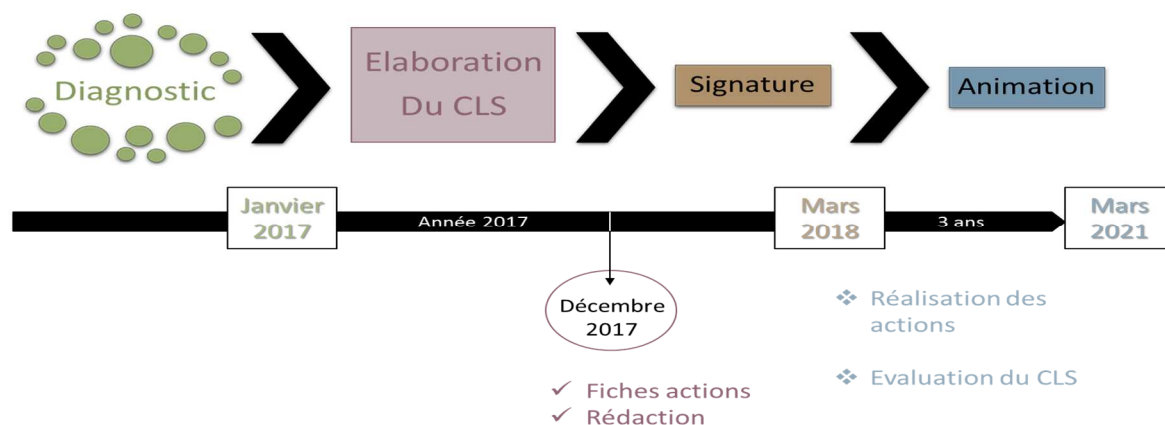 Diagnostic
Elaboration
Du CLS
Signature
Animation
Janvier
2017
Année 2017
Mars
2018
3 ans
Mars
2021
Décembre
2017
Fiches actions
Rédaction
Réalisation des
actions
Evaluation du CLS